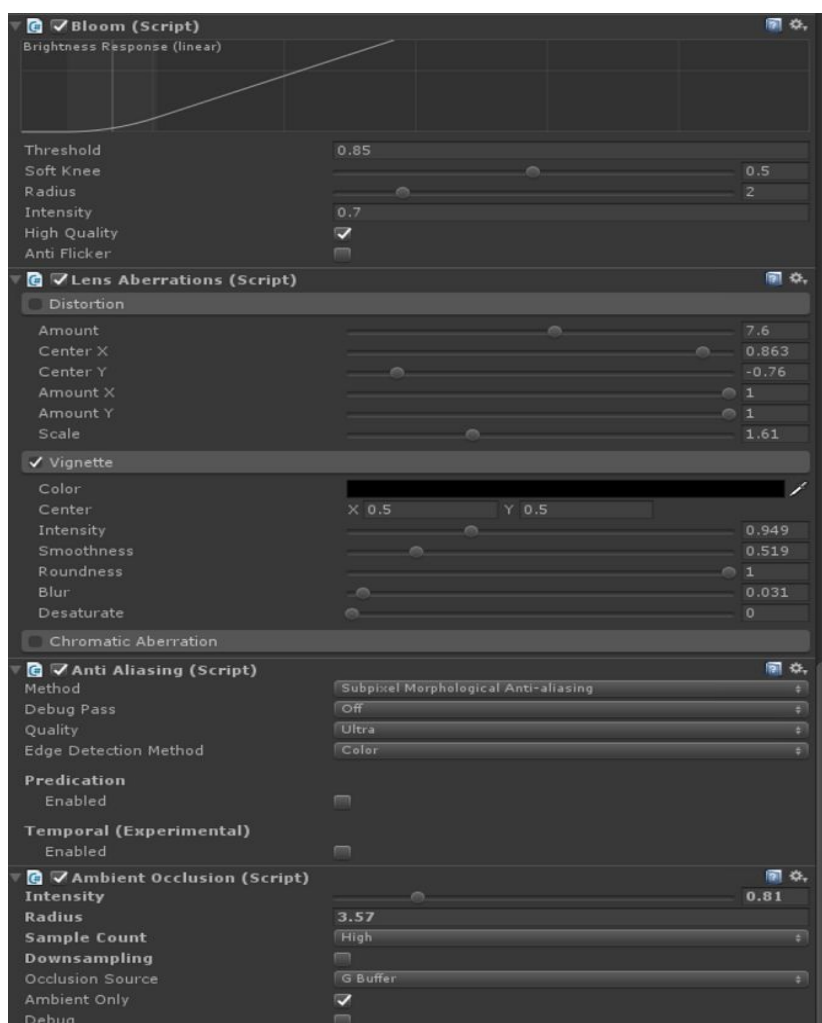 Bloom (Script)
Brightness Response (linear)
Threshold 0.85
Soft Knee 0.5
Radius 2
Intensity 0.7
High Quality
Anti Flicker
Lens Aberrations (Script)
Distortion
Amount 7.6
Center X 0.863
Center Y -0.76
Amount X 1
Amount Y 1
Scale 1.61
Vignette
Color
Center X 0.5 Y 0.5
Intensity 0.949
Smoothness 0.519
Roundness 1
Blur 0.031
Desaturate 0
Chromatic Aberration
Anti Aliasing (Script)
Method Subpixel Morphological Anti-aliasing
Debug Pass Off
Quality Ultra
Edge Detection Method Color
Predication
Enabled
Temporal (Experimental)
Enabled
Ambient Occlusion (Script)
Intensity 0.81
Radius 3.57
Sample Count High
Downsampling
Occlusion Source G Buffer
Ambient Only
Debug